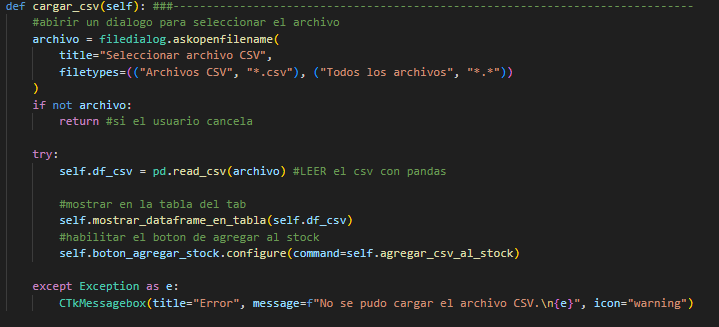 def cargar_csv(self): ###------------------------------------------------------------------------------
#abirir un dialogo para seleccionar el archivo
archivo = filedialog.askopenfilename(
title="Seleccionar archivo CSV",
filetypes=(("Archivos CSV", "*.csv"), ("Todos los archivos", "*.*"))
)
if not archivo:
return #si el usuario cancela
try:
self.df_csv = pd.read_csv(archivo) #LEER el csv con pandas
#mostrar en la tabla del tab
self.mostrar_dataframe_en_tabla(self.df_csv)
#habilitar el boton de agregar al stock
self.boton_agregar_stock.configure(command=self.agregar_csv_al_stock)
except Exception as e:
CTkMessagebox(title="Error", message=f"No se pudo cargar el archivo CSV.\n{e}", icon="warning")